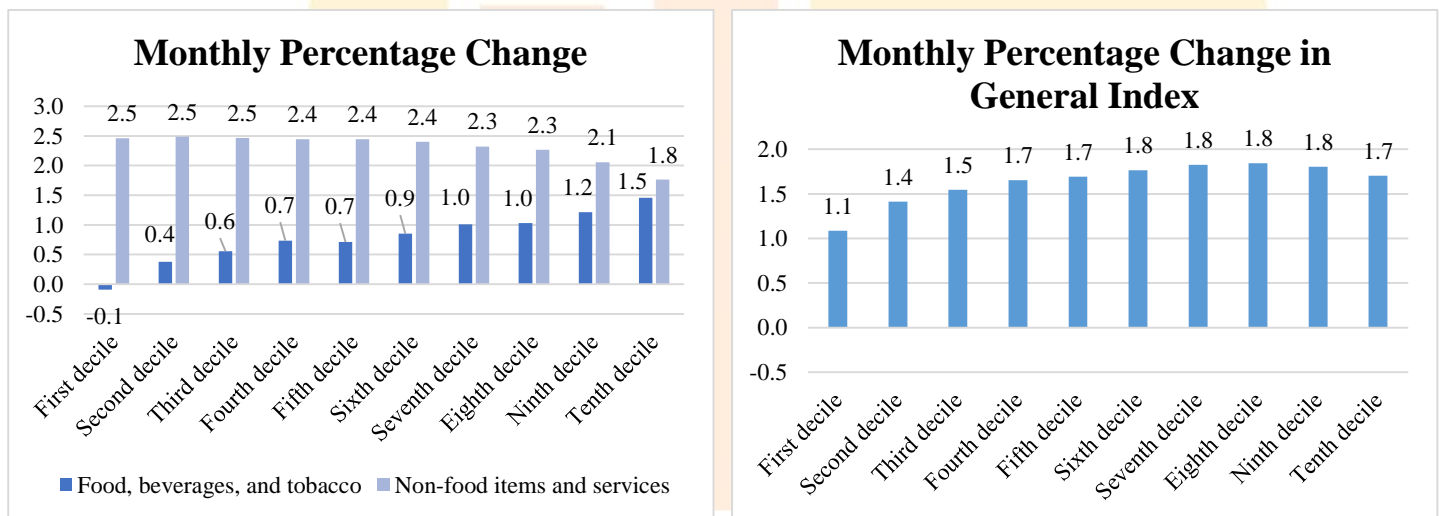 Monthly Percentage Change
3.0
2.5
2.0
1.5
1.0
0.5
0.0
-0.5
2.5 2.5 2.5 2.4 2.4 2.4 2.3 2.3 2.1 1.8
-0.1 0.4 0.6 0.7 0.7 0.9 1.0 1.0 1.2 1.5
First decile
Second decile
Third decile
Fourth decile
Fifth decile
Sixth decile
Seventh decile
Eighth decile
Ninth decile
Tenth decile
Food, beverages, and tobacco Non-food items and services
Monthly Percentage Change in
General Index
2.0
1.5
1.0
0.5
0.0
-0.5
1.1 1.4 1.5 1.7 1.7 1.8 1.8 1.8 1.8 1.7
First decile
Second decile
Third decile
Fourth decile
Fifth decile
Sixth decile
Seventh decile
Eighth decile
Ninth decile
Tenth decile